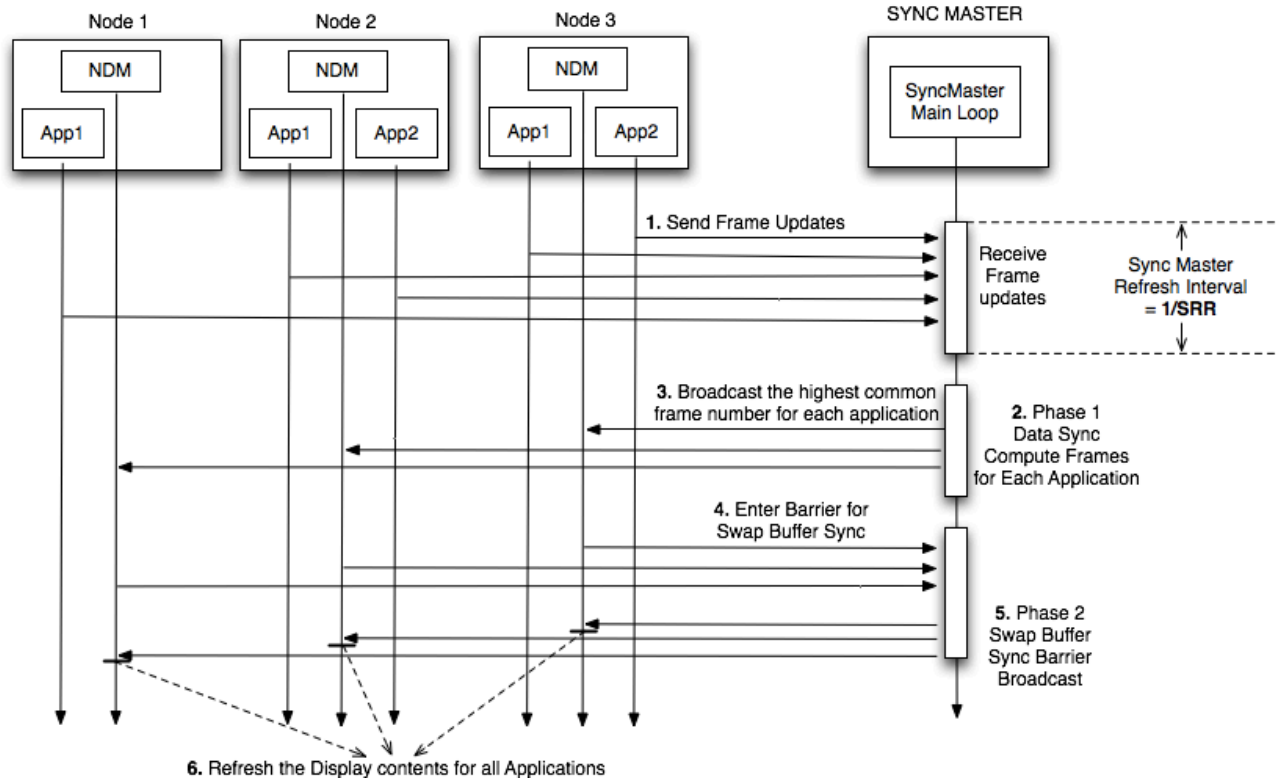 Node 1
Node 2
Node 3
SYNC MASTER
NDM
NDM
NDM
App1
App1
App2
App1
App2
SyncMaster
Main Loop
1. Send Frame Updates
Receive
Frame
updates
Sync Master
Refresh Interval
= 1/SRR
3. Broadcast the highest common
frame number for each application
2. Phase 1
Data Sync
Compute Frames
for Each Application
4. Enter Barrier for
Swap Buffer Sync
5. Phase 2
Swap Buffer
Sync Barrier
Broadcast
6. Refresh the Display contents for all Applications